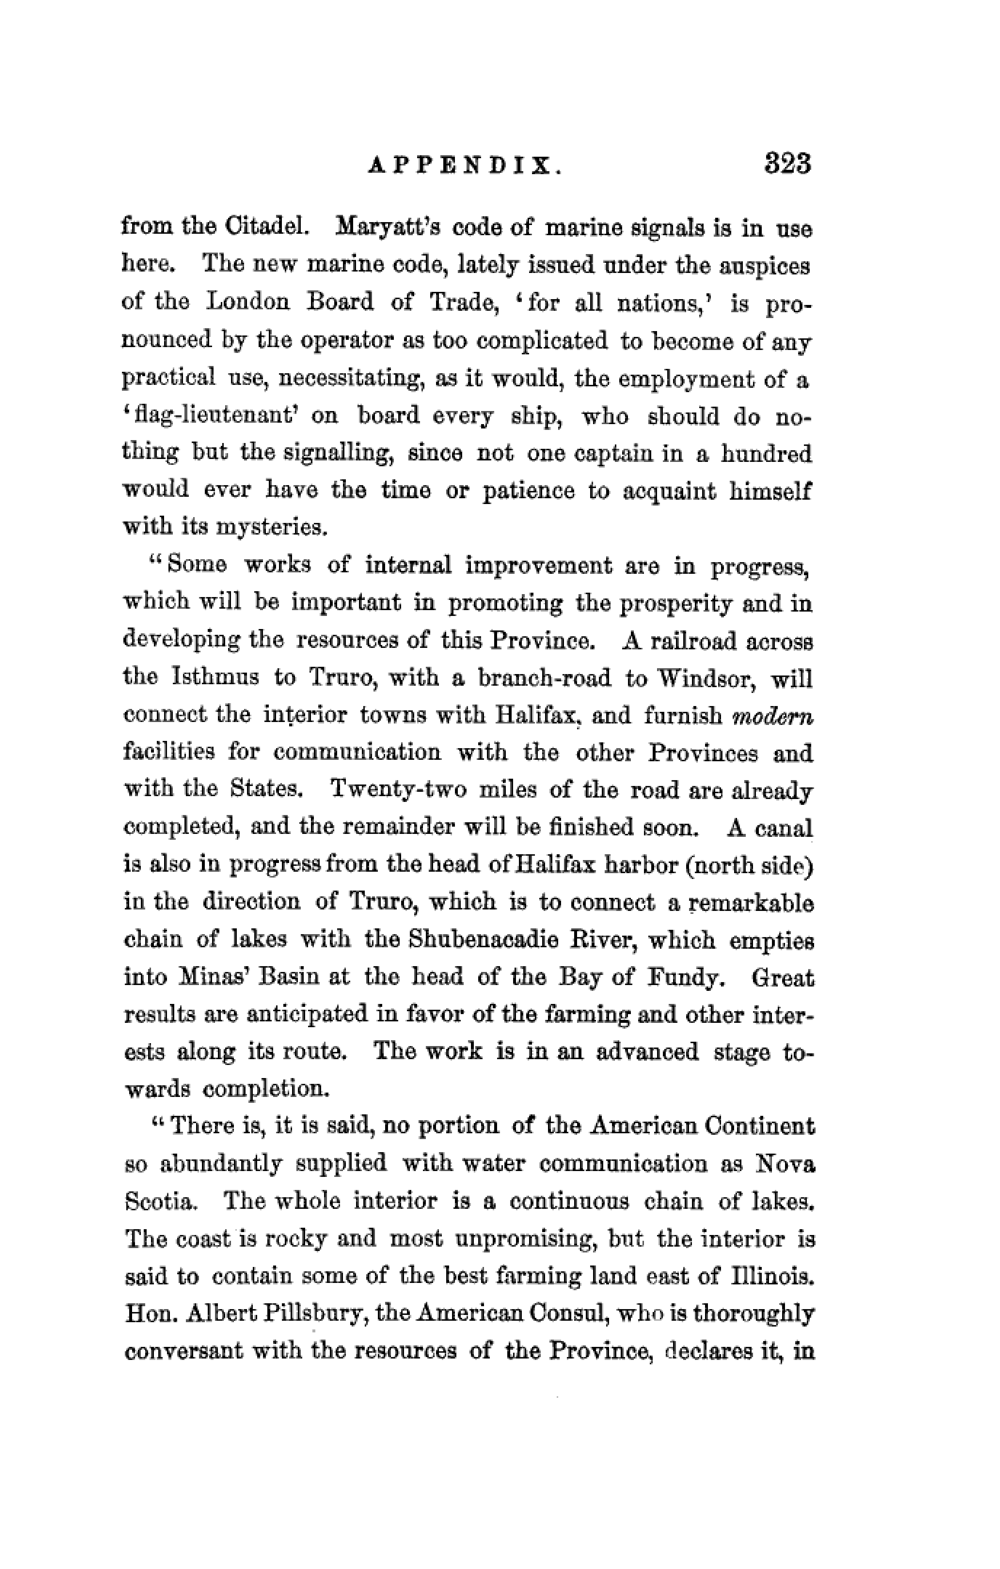 APPENDIX. 323
from the Citadel. Maryatt's code of marine signals is in use
here. The new marine code, lately issued under the auspices
of the London Board of Trade, ‘for all nations,’ is pro-
nounced by the operator as too complicated to become of any
practical use, necessitating, as it would, the employment of a
‘flag-lieutenant’ on board every ship, who should do no-
thing but the signalling, since not one captain in a hundred
would ever have the time or patience to acquaint himself
with its mysteries.
“Some works of internal improvement are in progress,
which will be important in promoting the prosperity and in
developing the resources of this Province. A railroad across
the Isthmus to Truro, with a branch-road to Windsor, will
connect the interior towns with Halifax, and furnish modern
facilities for communication with the other Provinces and
with the States. Twenty-two miles of the road are already
completed, and the remainder will be finished soon. A canal
is also in progress from the head of Halifax harbor (north side)
in the direction of Truro, which is to connect a remarkable
chain of lakes with the Shubenacadie River, which empties
into Minas' Basin at the head of the Bay of Fundy. Great
results are anticipated in favor of the farming and other inter-
ests along its route. The work is in an advanced stage to-
wards completion.
“There is, it is said, no portion of the American Continent
so abundantly supplied with water communication as Nova
Scotia. The whole interior is a continuous chain of lakes.
The coast is rocky and most unpromising, but the interior is
said to contain some of the best farming land east of Illinois.
Hon. Albert Pillsbury, the American Consul, who is thoroughly
conversant with the resources of the Province, declares it, in